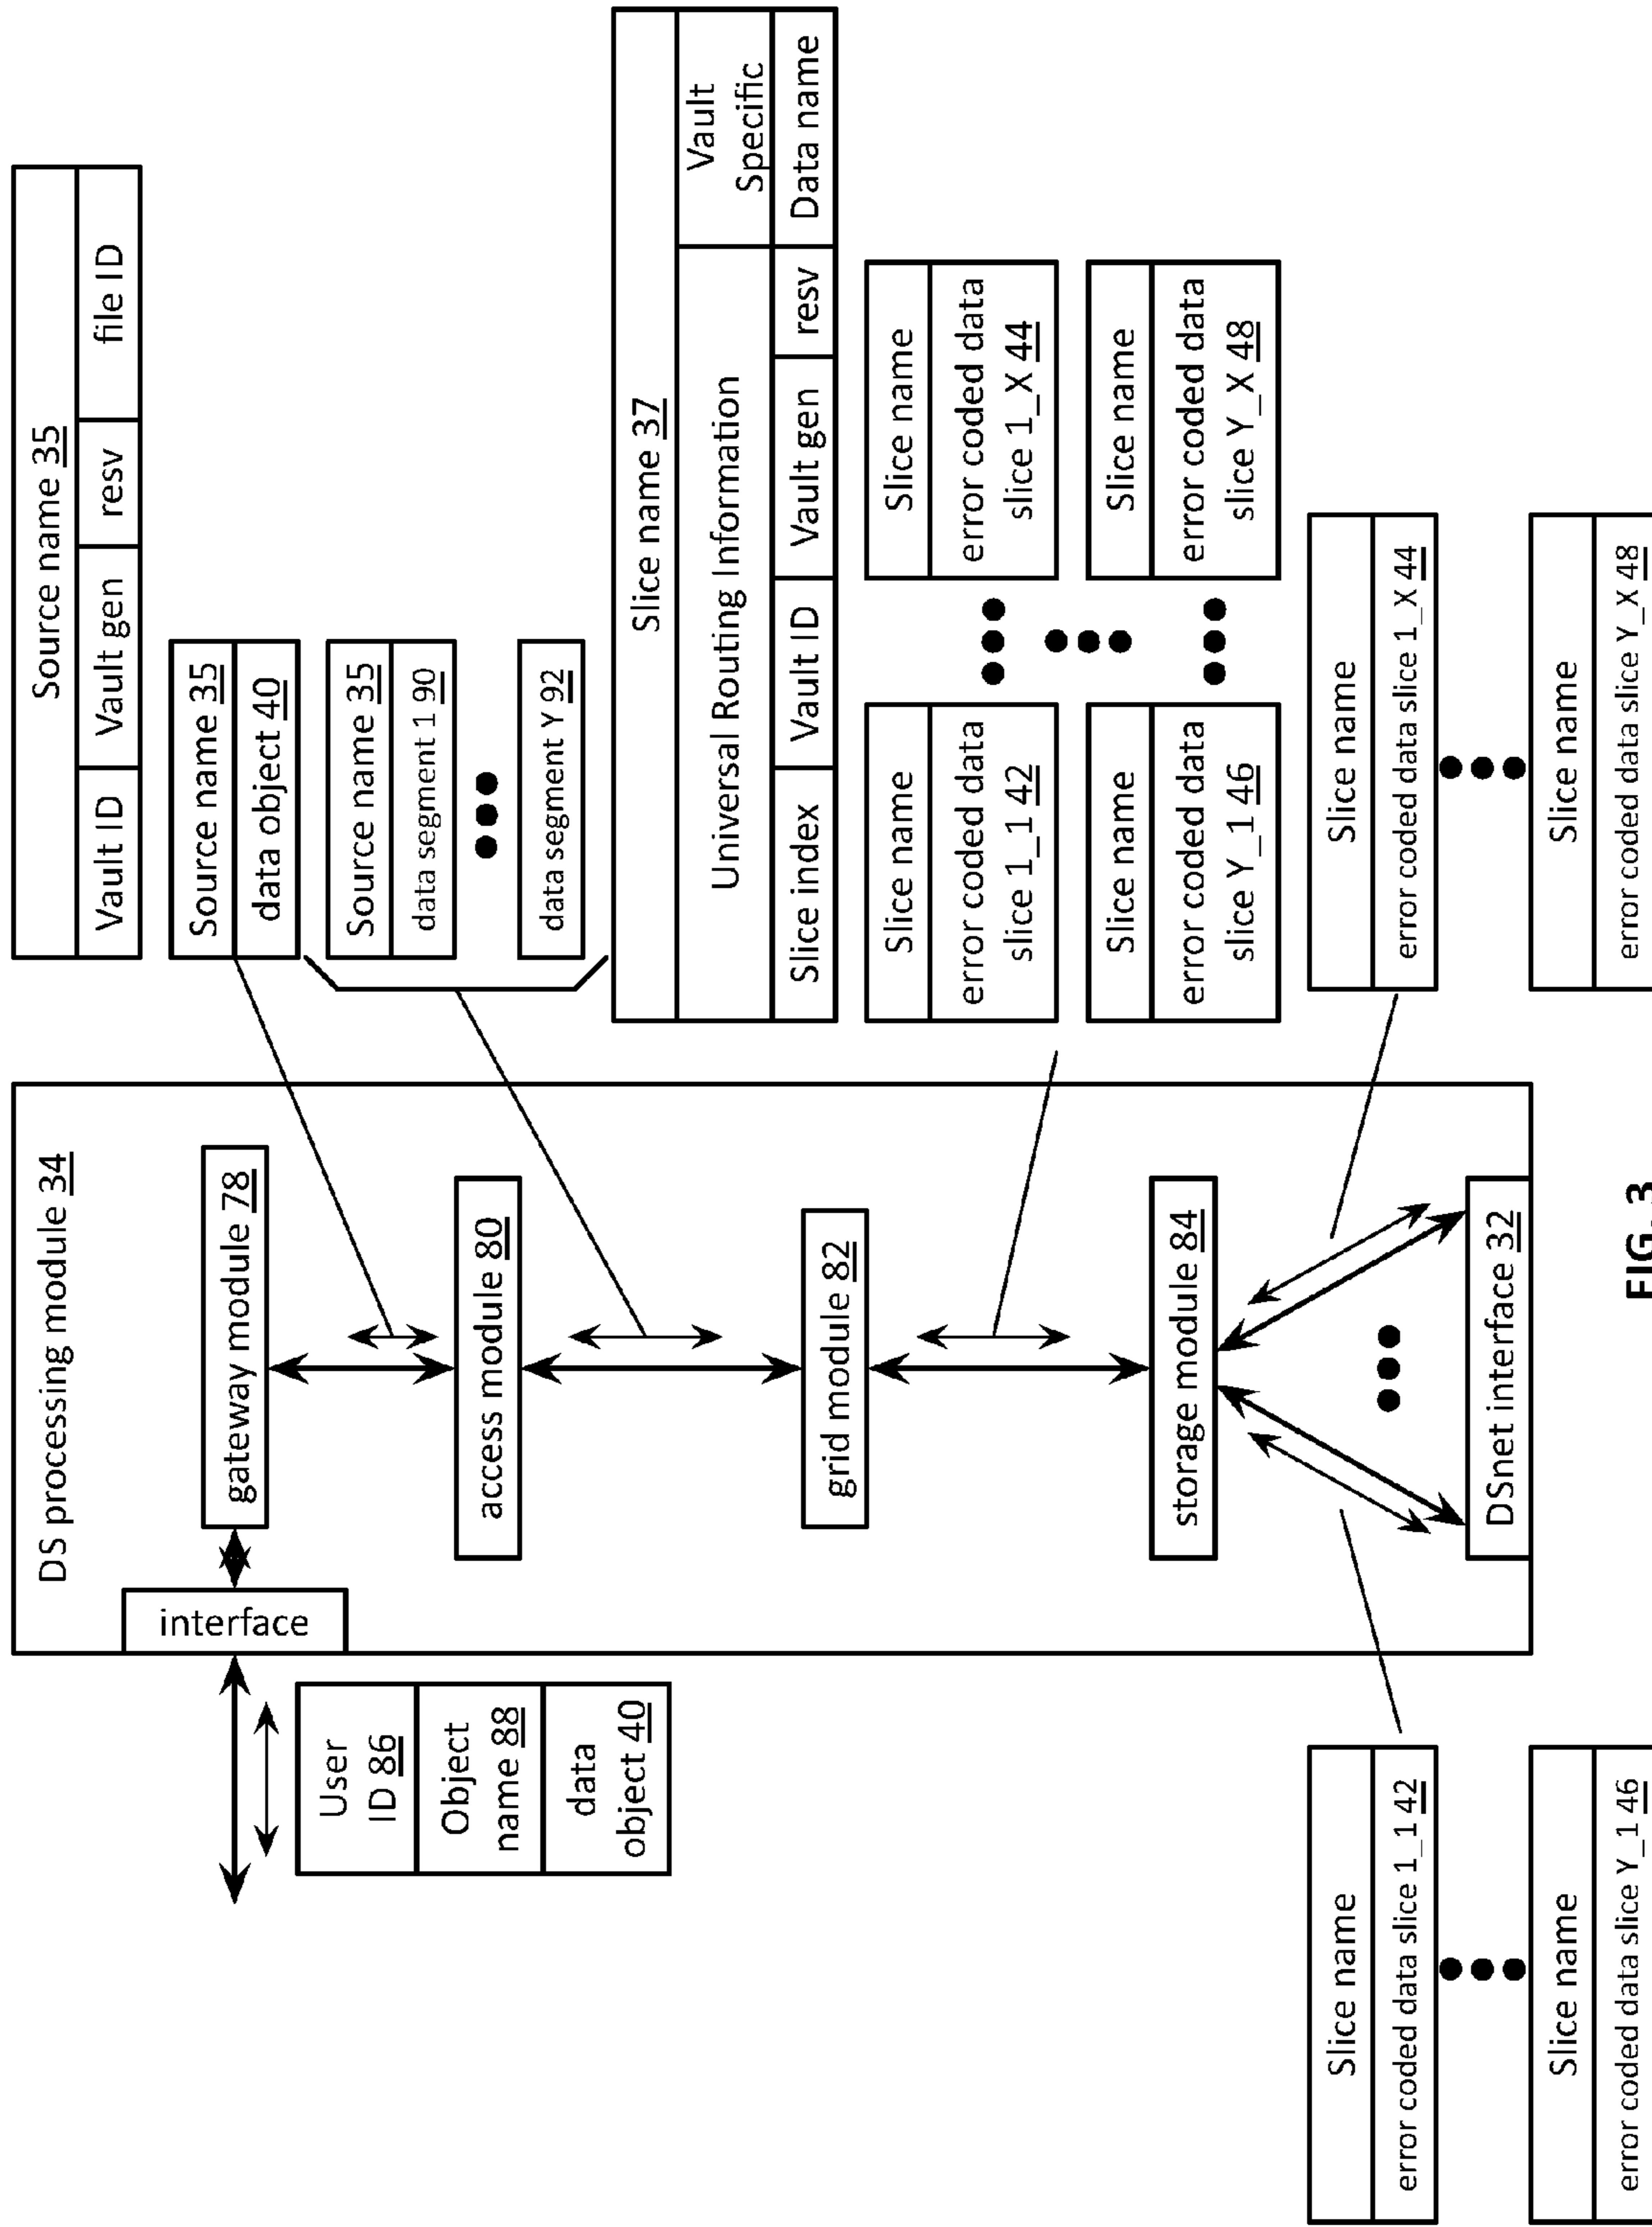 DS processing module 34
interface
gateway module 78
access module 80
grid module 82
storage module 84
DSnet interface 32
User
ID 86
Object
name 88
data
object 40
Source name 35
Vault ID
Vault gen
resv
file ID
Source name 35
data object 40
Source name 35
data segment 1 90
data segment Y 92
Slice name 37
Universal Routing Information
Vault
Specific
Slice index
Vault ID
Vault gen
resv
Data name
Slice name
error coded data
slice 1_1 42
Slice name
error coded data
slice 1_X 44
Slice name
error coded data
slice Y_1 46
Slice name
error coded data
slice Y_X 48
Slice name
error coded data slice 1_1 42
Slice name
error coded data slice Y_1 46
Slice name
error coded data slice 1_X 44
Slice name
error coded data slice Y_X 48
FIG. 3